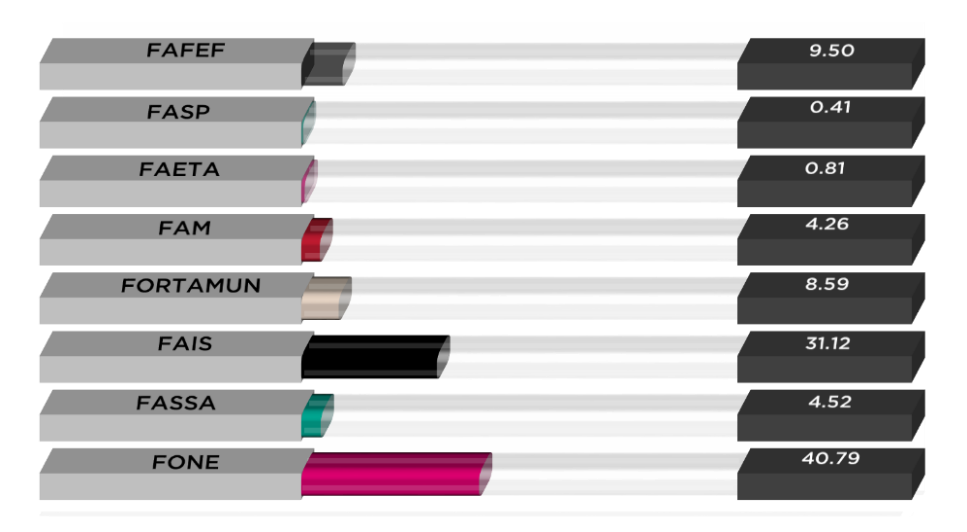 FAFEF 9.50
FASP 0.41
FAETA 0.81
FAM 4.26
FORTAMUN 8.59
FAIS 31.12
FASSA 4.52
FONE 40.79